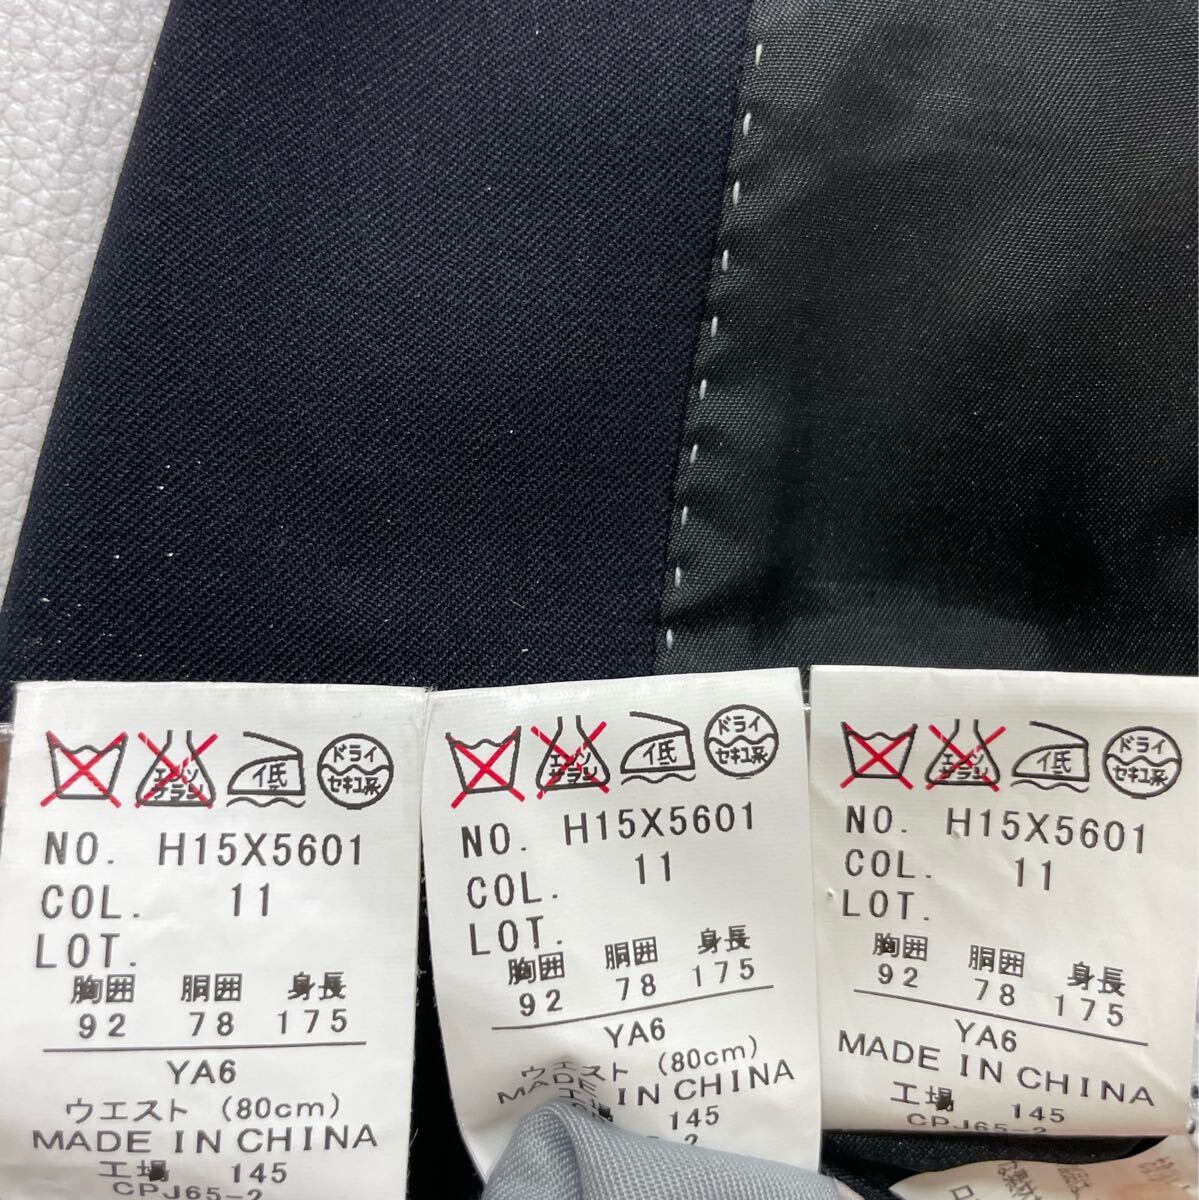 エンソ
サラシ
イ氏
ドライ
セキユ系
NO. H15X5601
COL. 11
LOT.
胸囲 胴囲 身長
92 78 175
YA6
ウエスト (80cm)
MADE IN CHINA
工場 145
CPJ65-2
エンソ
サラシ
イ氏
ドライ
セキユ系
NO. H15X5601
COL. 11
LOT.
胸囲 胴囲 身長
92 78 175
YA6
ウエスト (80cm)
MADE IN CHINA
145
エンソ
サラシ
イ氏
ドライ
セキユ系
NO. H15X5601
COL. 11
LOT.
胸囲 胴囲 身長
92 78 175
YA6
MADE IN CHINA
工場 145
CPJ65-2